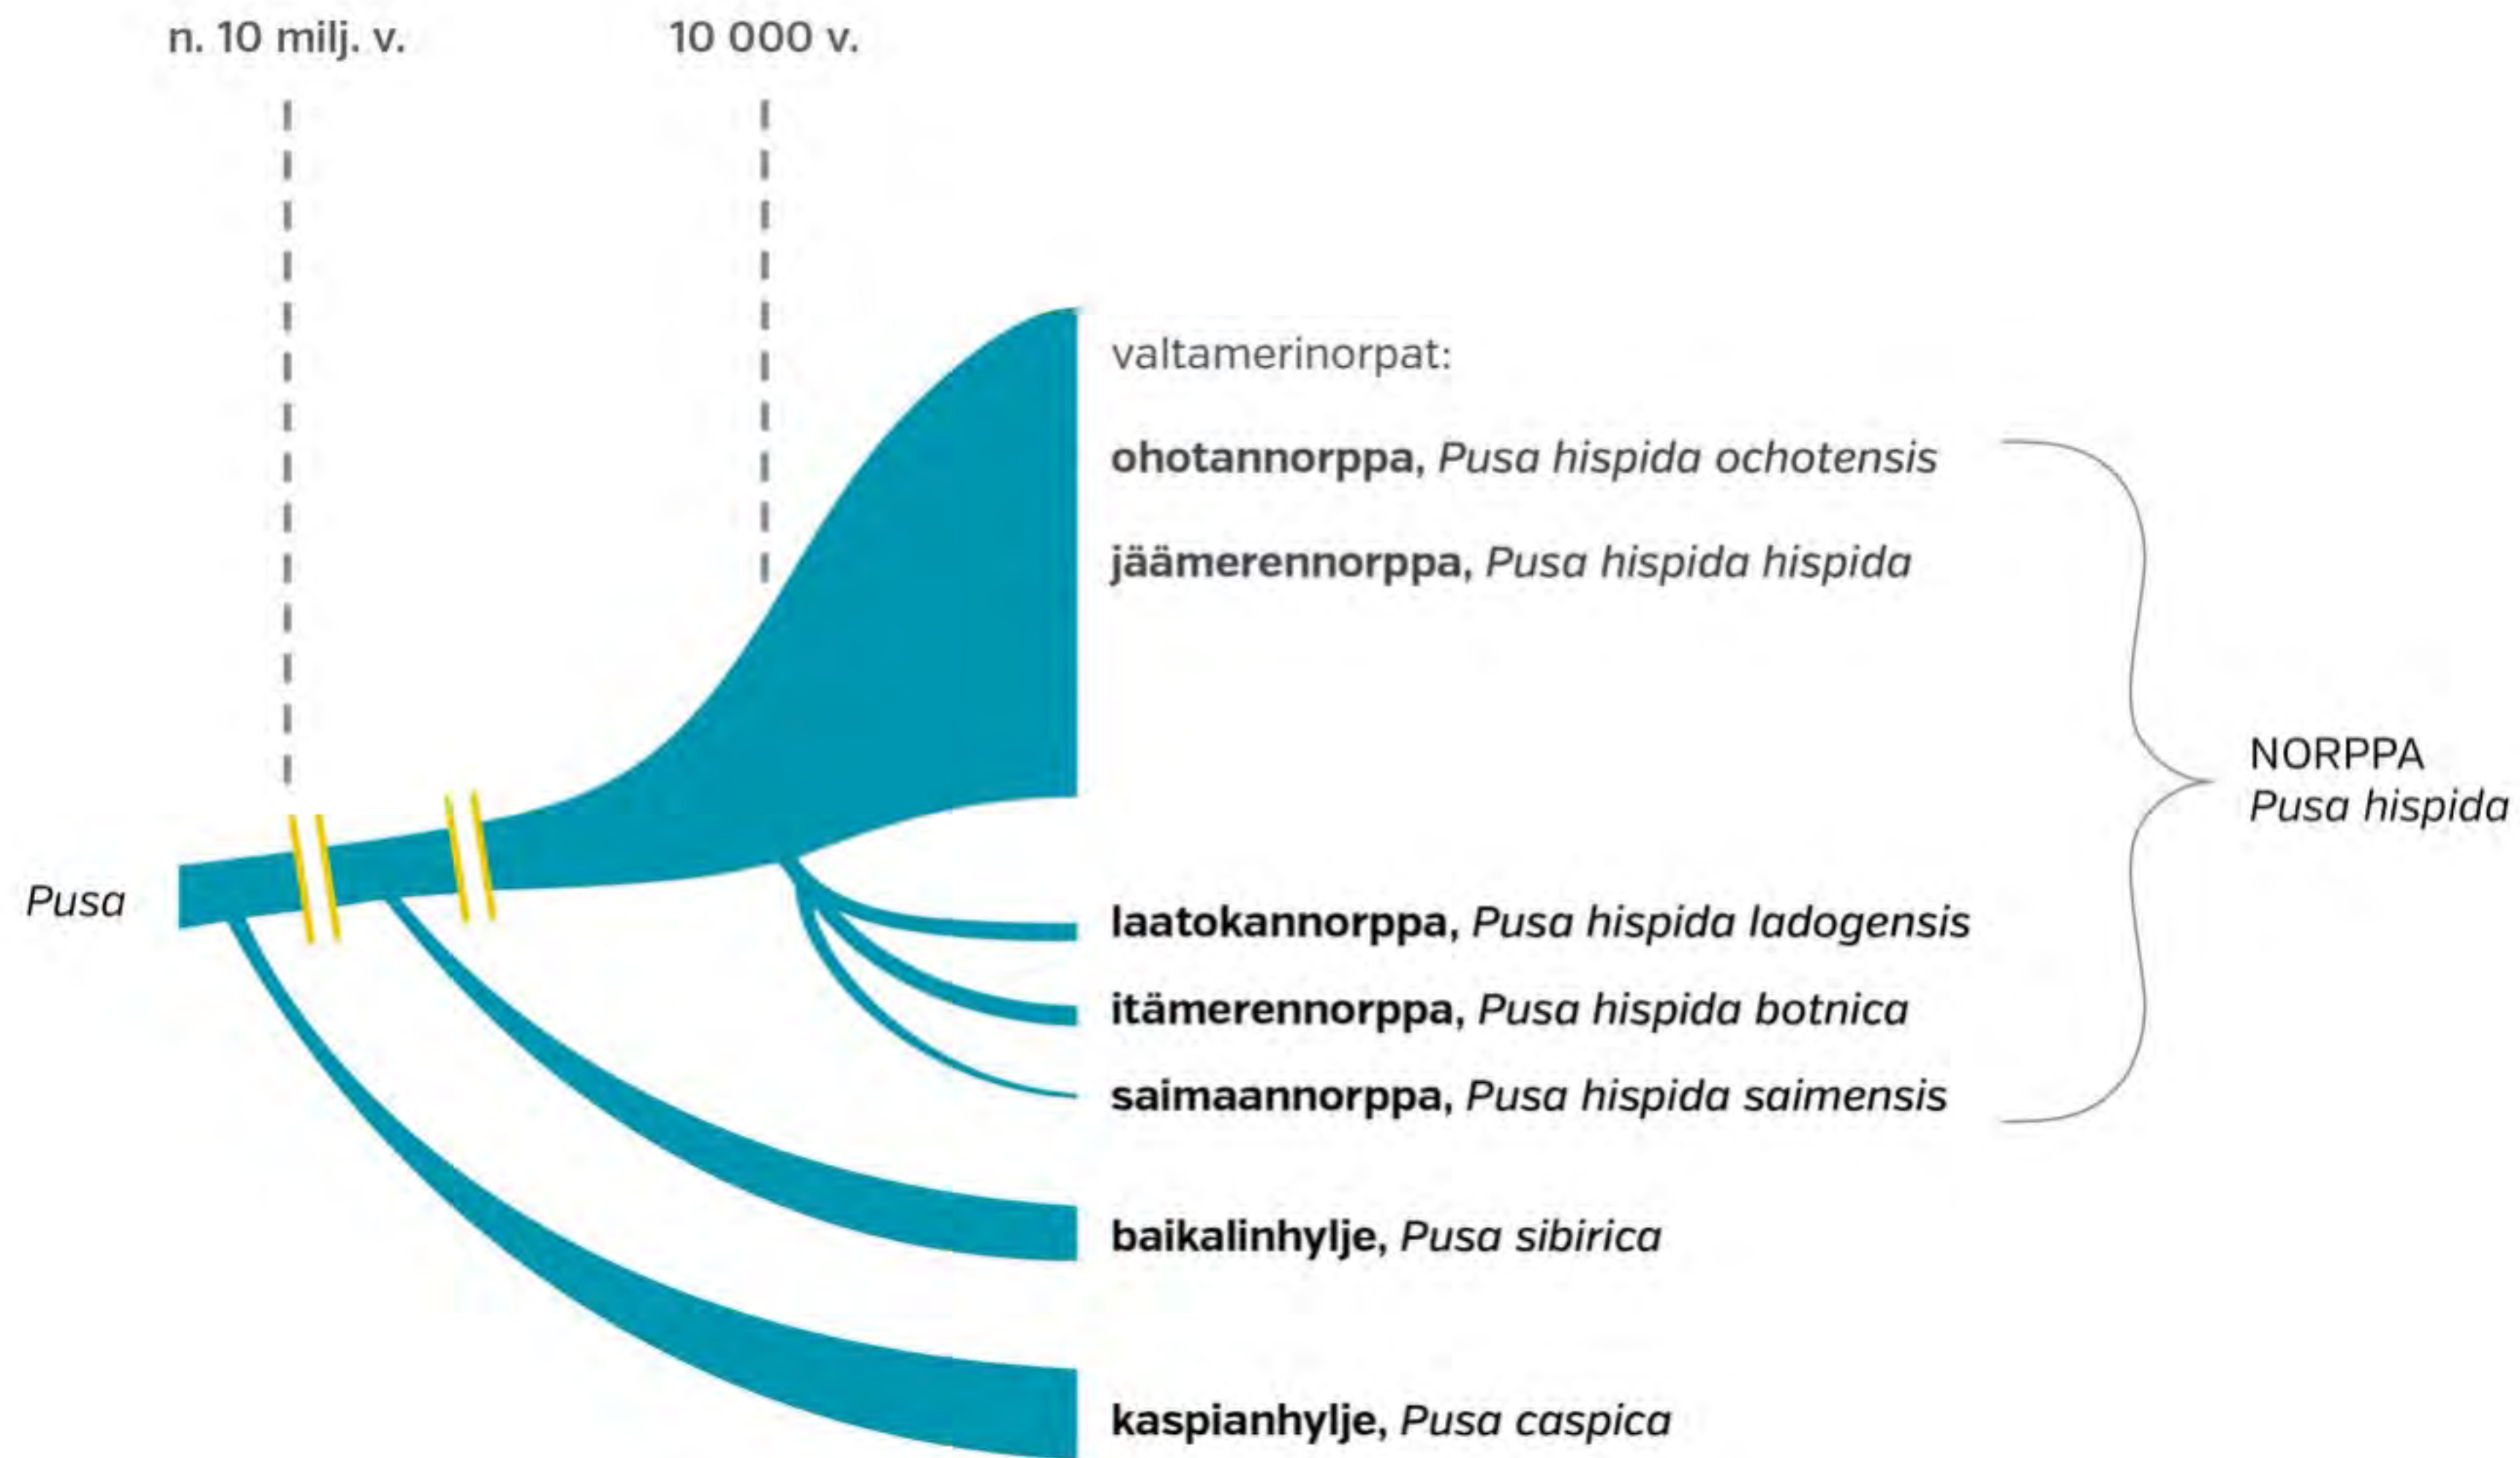 n. 10 milj. v.
10 000 v.
valtamerinorpat:
ohotannorppa, Pusa hispida ochotensis
jäämerennorppa, Pusa hispida hispida
NORPPA
Pusa hispida
Pusa
laatokannorppa, Pusa hispida ladogensis
itämerennorppa, Pusa hispida botnica
saimaannorppa, Pusa hispida saimensis
baikalinhylje, Pusa sibirica
kaspianhylje, Pusa caspica